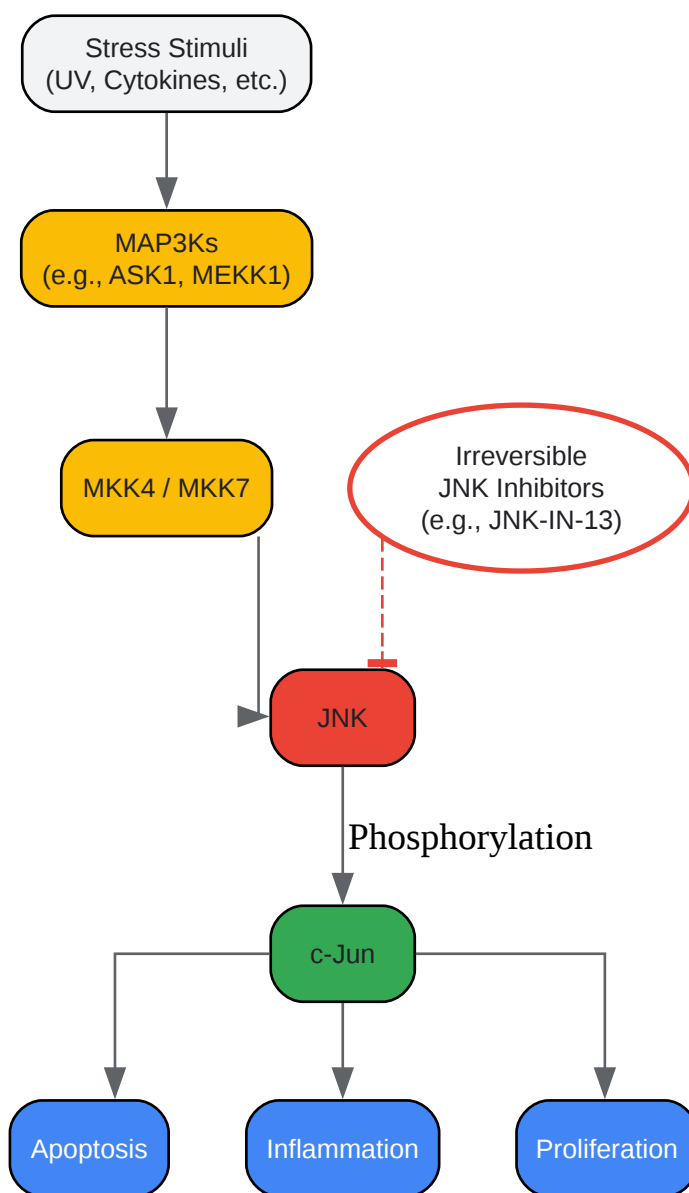 Stress Stimuli
(UV, Cytokines, etc.)
MAP3Ks
(e.g., ASK1, MEKK1)
MKK4 / MKK7
Irreversible
JNK Inhibitors
(e.g., JNK-IN-13)
JNK
Phosphorylation
c-Jun
Apoptosis
Inflammation
Proliferation